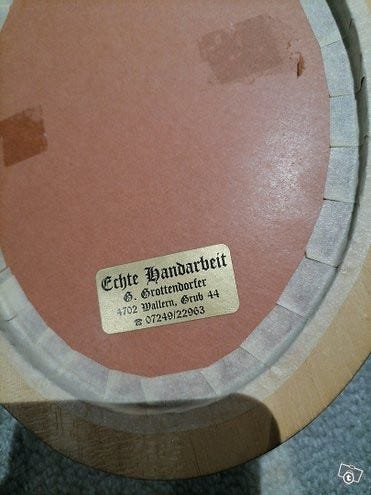 Echte Handarbeit
G. Grottendorfer
4702 Wallern, Grub 44
☎ 07249/22963